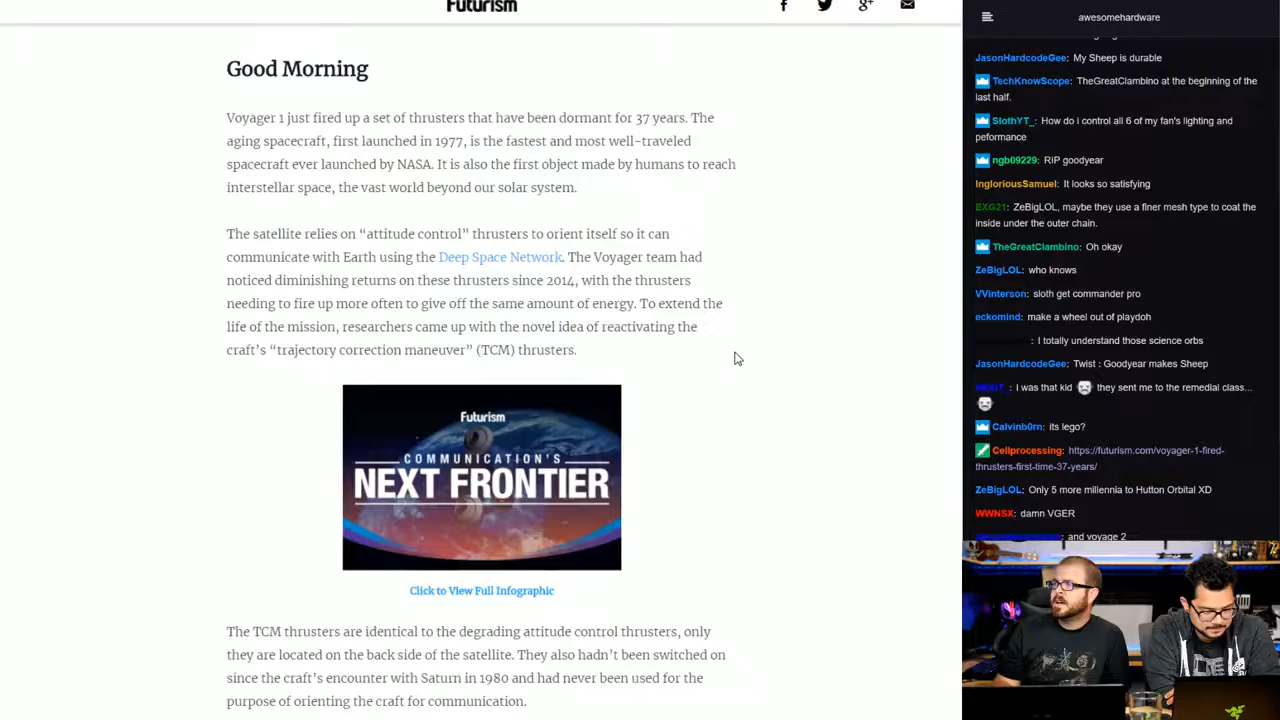 Futurism
Good Morning
Voyager 1 just fired up a set of thrusters that have been dormant for 37 years. The
aging spacecraft, first launched in 1977, is the fastest and most well-traveled
spacecraft ever launched by NASA. It is also the first object made by humans to reach
interstellar space, the vast world beyond our solar system.
The satellite relies on “attitude control” thrusters to orient itself so it can
communicate with Earth using the Deep Space Network. The Voyager team had
noticed diminishing returns on these thrusters since 2014, with the thrusters
needing to fire up more often to give off the same amount of energy. To extend the
life of the mission, researchers came up with the novel idea of reactivating the
craft’s “trajectory correction maneuver” (TCM) thrusters.
Futurism
COMMUNICATION'S
NEXT FRONTIER
Click to View Full Infographic
The TCM thrusters are identical to the degrading attitude control thrusters, only
they are located on the back side of the satellite. They also hadn’t been switched on
since the craft’s encounter with Saturn in 1980 and had never been used for the
purpose of orienting the craft for communication.
awesomehardware
JasonHardcodeGee: My Sheep is durable
TechKnowScope: TheGreatClambino at the beginning of the
last half.
SlothYT_: How do i control all 6 of my fan's lighting and
peformance
ngb09229: RIP goodyear
IngloriousSamuel: It looks so satisfying
EXG21: ZeBigLOL, maybe they use a finer mesh type to coat the
inside under the outer chain.
TheGreatClambino: Oh okay
ZeBigLOL: who knows
VVinterson: sloth get commander pro
eckomind: make a wheel out of playdoh
: I totally understand those science orbs
JasonHardcodeGee: Twist : Goodyear makes Sheep
: I was that kid they sent me to the remedial class...
Calvinb0rn: its lego?
Cellprocessing: https://futurism.com/voyager-1-fired-
thrusters-first-time-37-years/
ZeBigLOL: Only 5 more millennia to Hutton Orbital XD
WWNSX: damn VGER
: and voyage 2